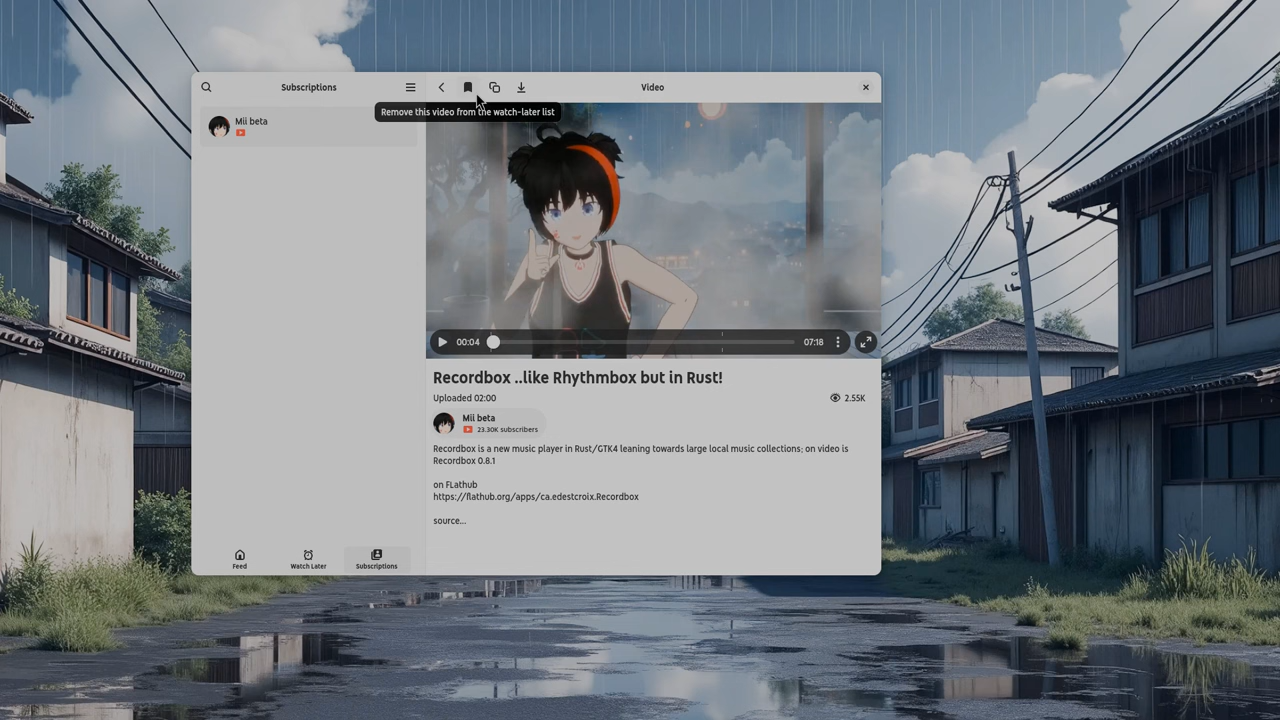 Subscriptions
Video
Remove this video from the watch-later list
Mii beta
00:04
07:18
Recordbox ..like Rhythmbox but in Rust!
Uploaded 02:00
2.55K
Mii beta
23.30K subscribers
Recordbox is a new music player in Rust/GTK4 leaning towards large local music collections; on video is
Recordbox 0.8.1
on FLathub
https://flathub.org/apps/ca.edestcroix.Recordbox
source...
Feed
Watch Later
Subscriptions